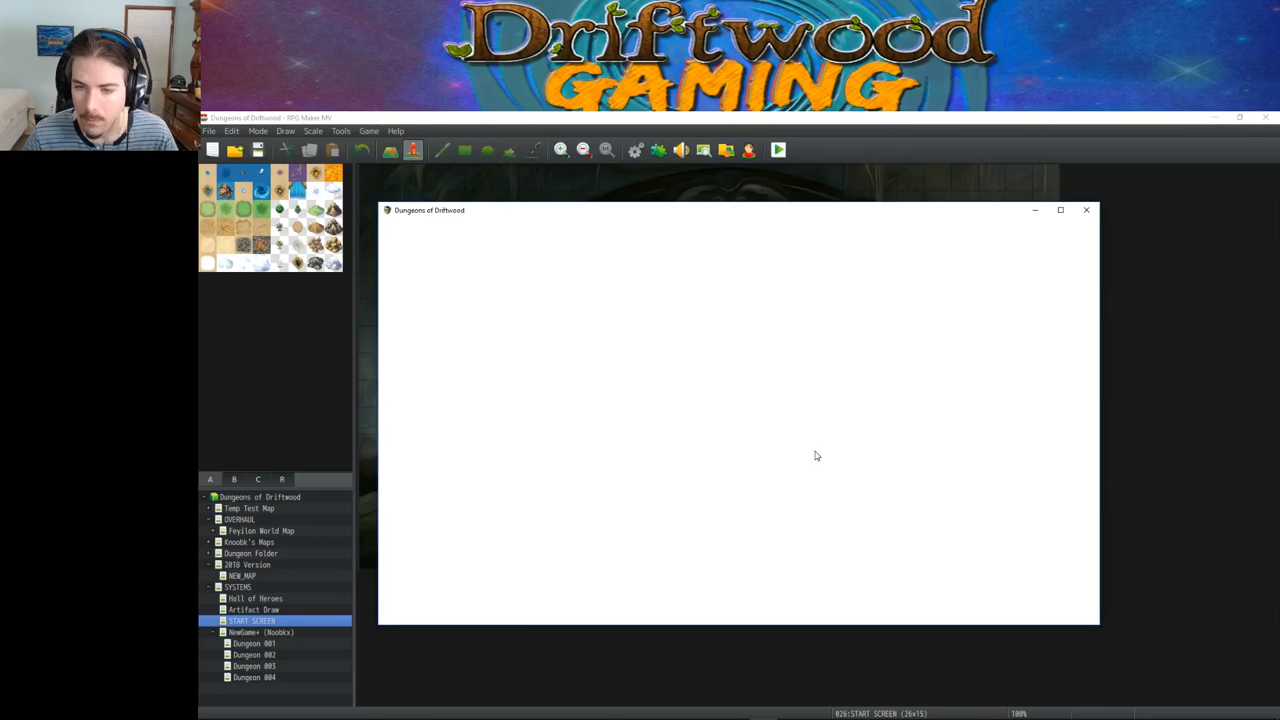 Driftwood
GAMING
Dungeons of Driftwood - RPG Maker MV
File Edit Mode Draw Scale Tools Game Help
Dungeons of Driftwood
A B C R
Dungeons of Driftwood
Temp Test Map
OVERHAUL
Feyilon World Map
Knoobk's Maps
Dungeon Folder
2018 Version
NEW_MAP
SYSTEMS
Hall of Heroes
Artifact Draw
START SCREEN
NewGame+ (Noobkx)
Dungeon 001
Dungeon 002
Dungeon 003
Dungeon 004
026:START SCREEN (26×15) 100%